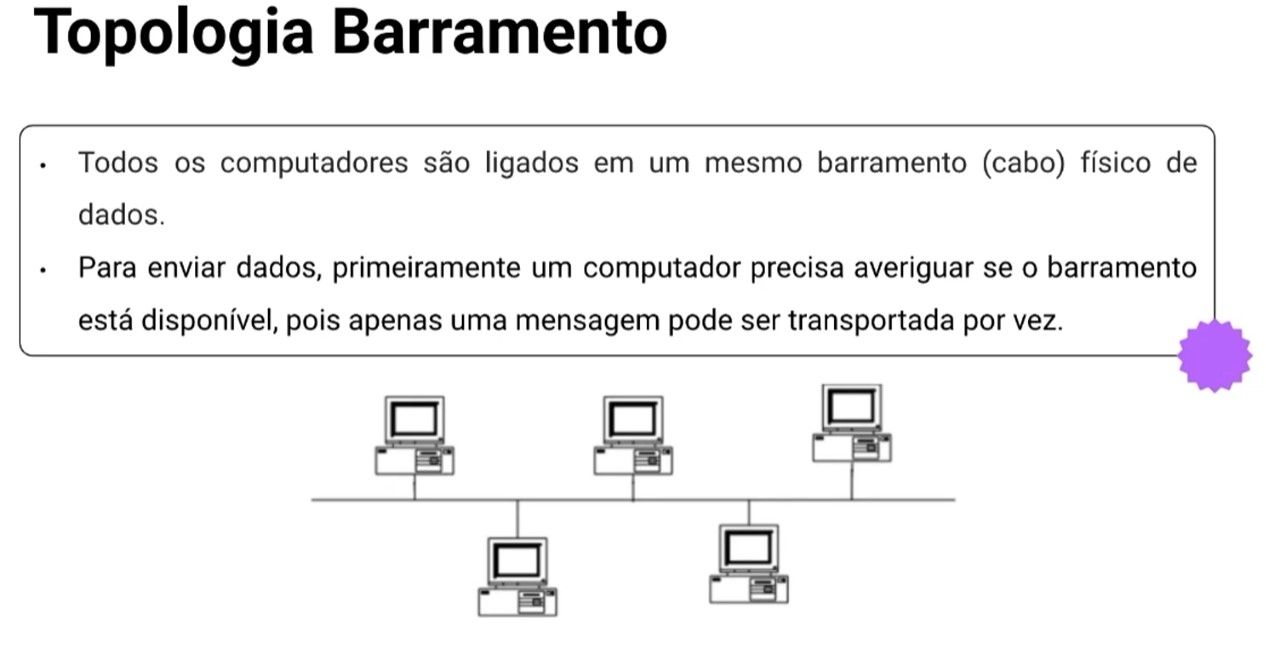 Topologia Barramento
• Todos os computadores são ligados em um mesmo barramento (cabo) físico de
dados.
• Para enviar dados, primeiramente um computador precisa averiguar se o barramento
está disponível, pois apenas uma mensagem pode ser transportada por vez.